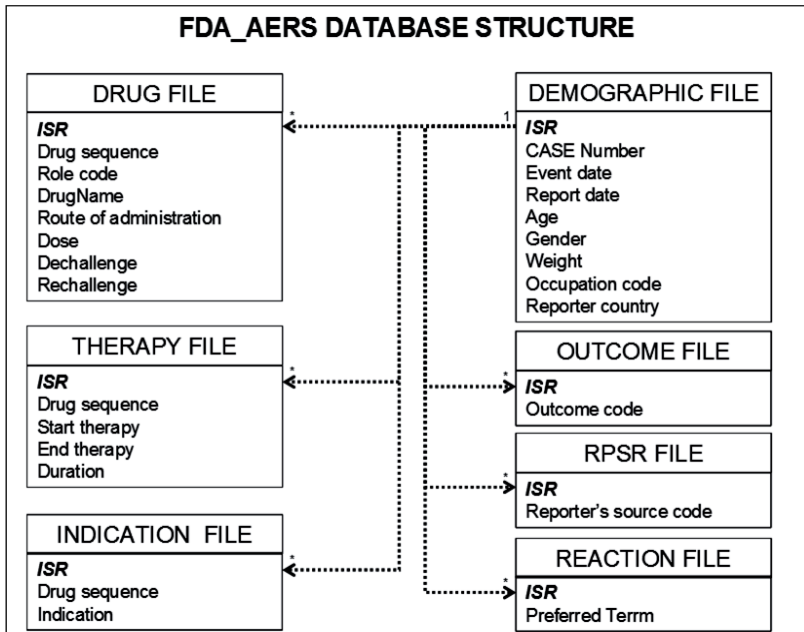 FDA_AERS DATABASE STRUCTURE
DRUG FILE
ISR
Drug sequence
Role code
DrugName
Route of administration
Dose
Dechallenge
Rechallenge
*
1
DEMOGRAPHIC FILE
ISR
CASE Number
Event date
Report date
Age
Gender
Weight
Occupation code
Reporter country
THERAPY FILE
ISR
Drug sequence
Start therapy
End therapy
Duration
*
OUTCOME FILE
*
ISR
Outcome code
RPSR FILE
*
ISR
Reporter's source code
INDICATION FILE
ISR
Drug sequence
Indication
*
REACTION FILE
*
ISR
Preferred Terrm